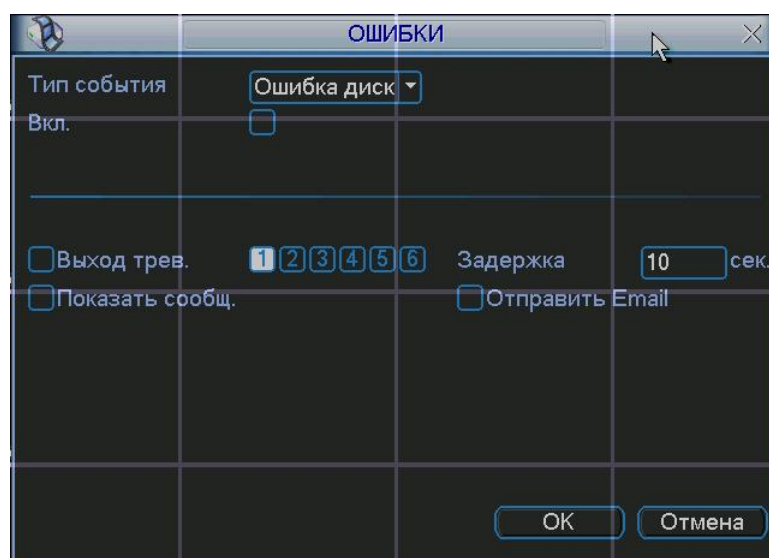 ОШИБКИ
Тип события Ошибка диск
Вкл.
Выход трев. 1 2 3 4 5 6 Задержка 10 сек.
Показать сообщ. Отправить Email
OK Отмена